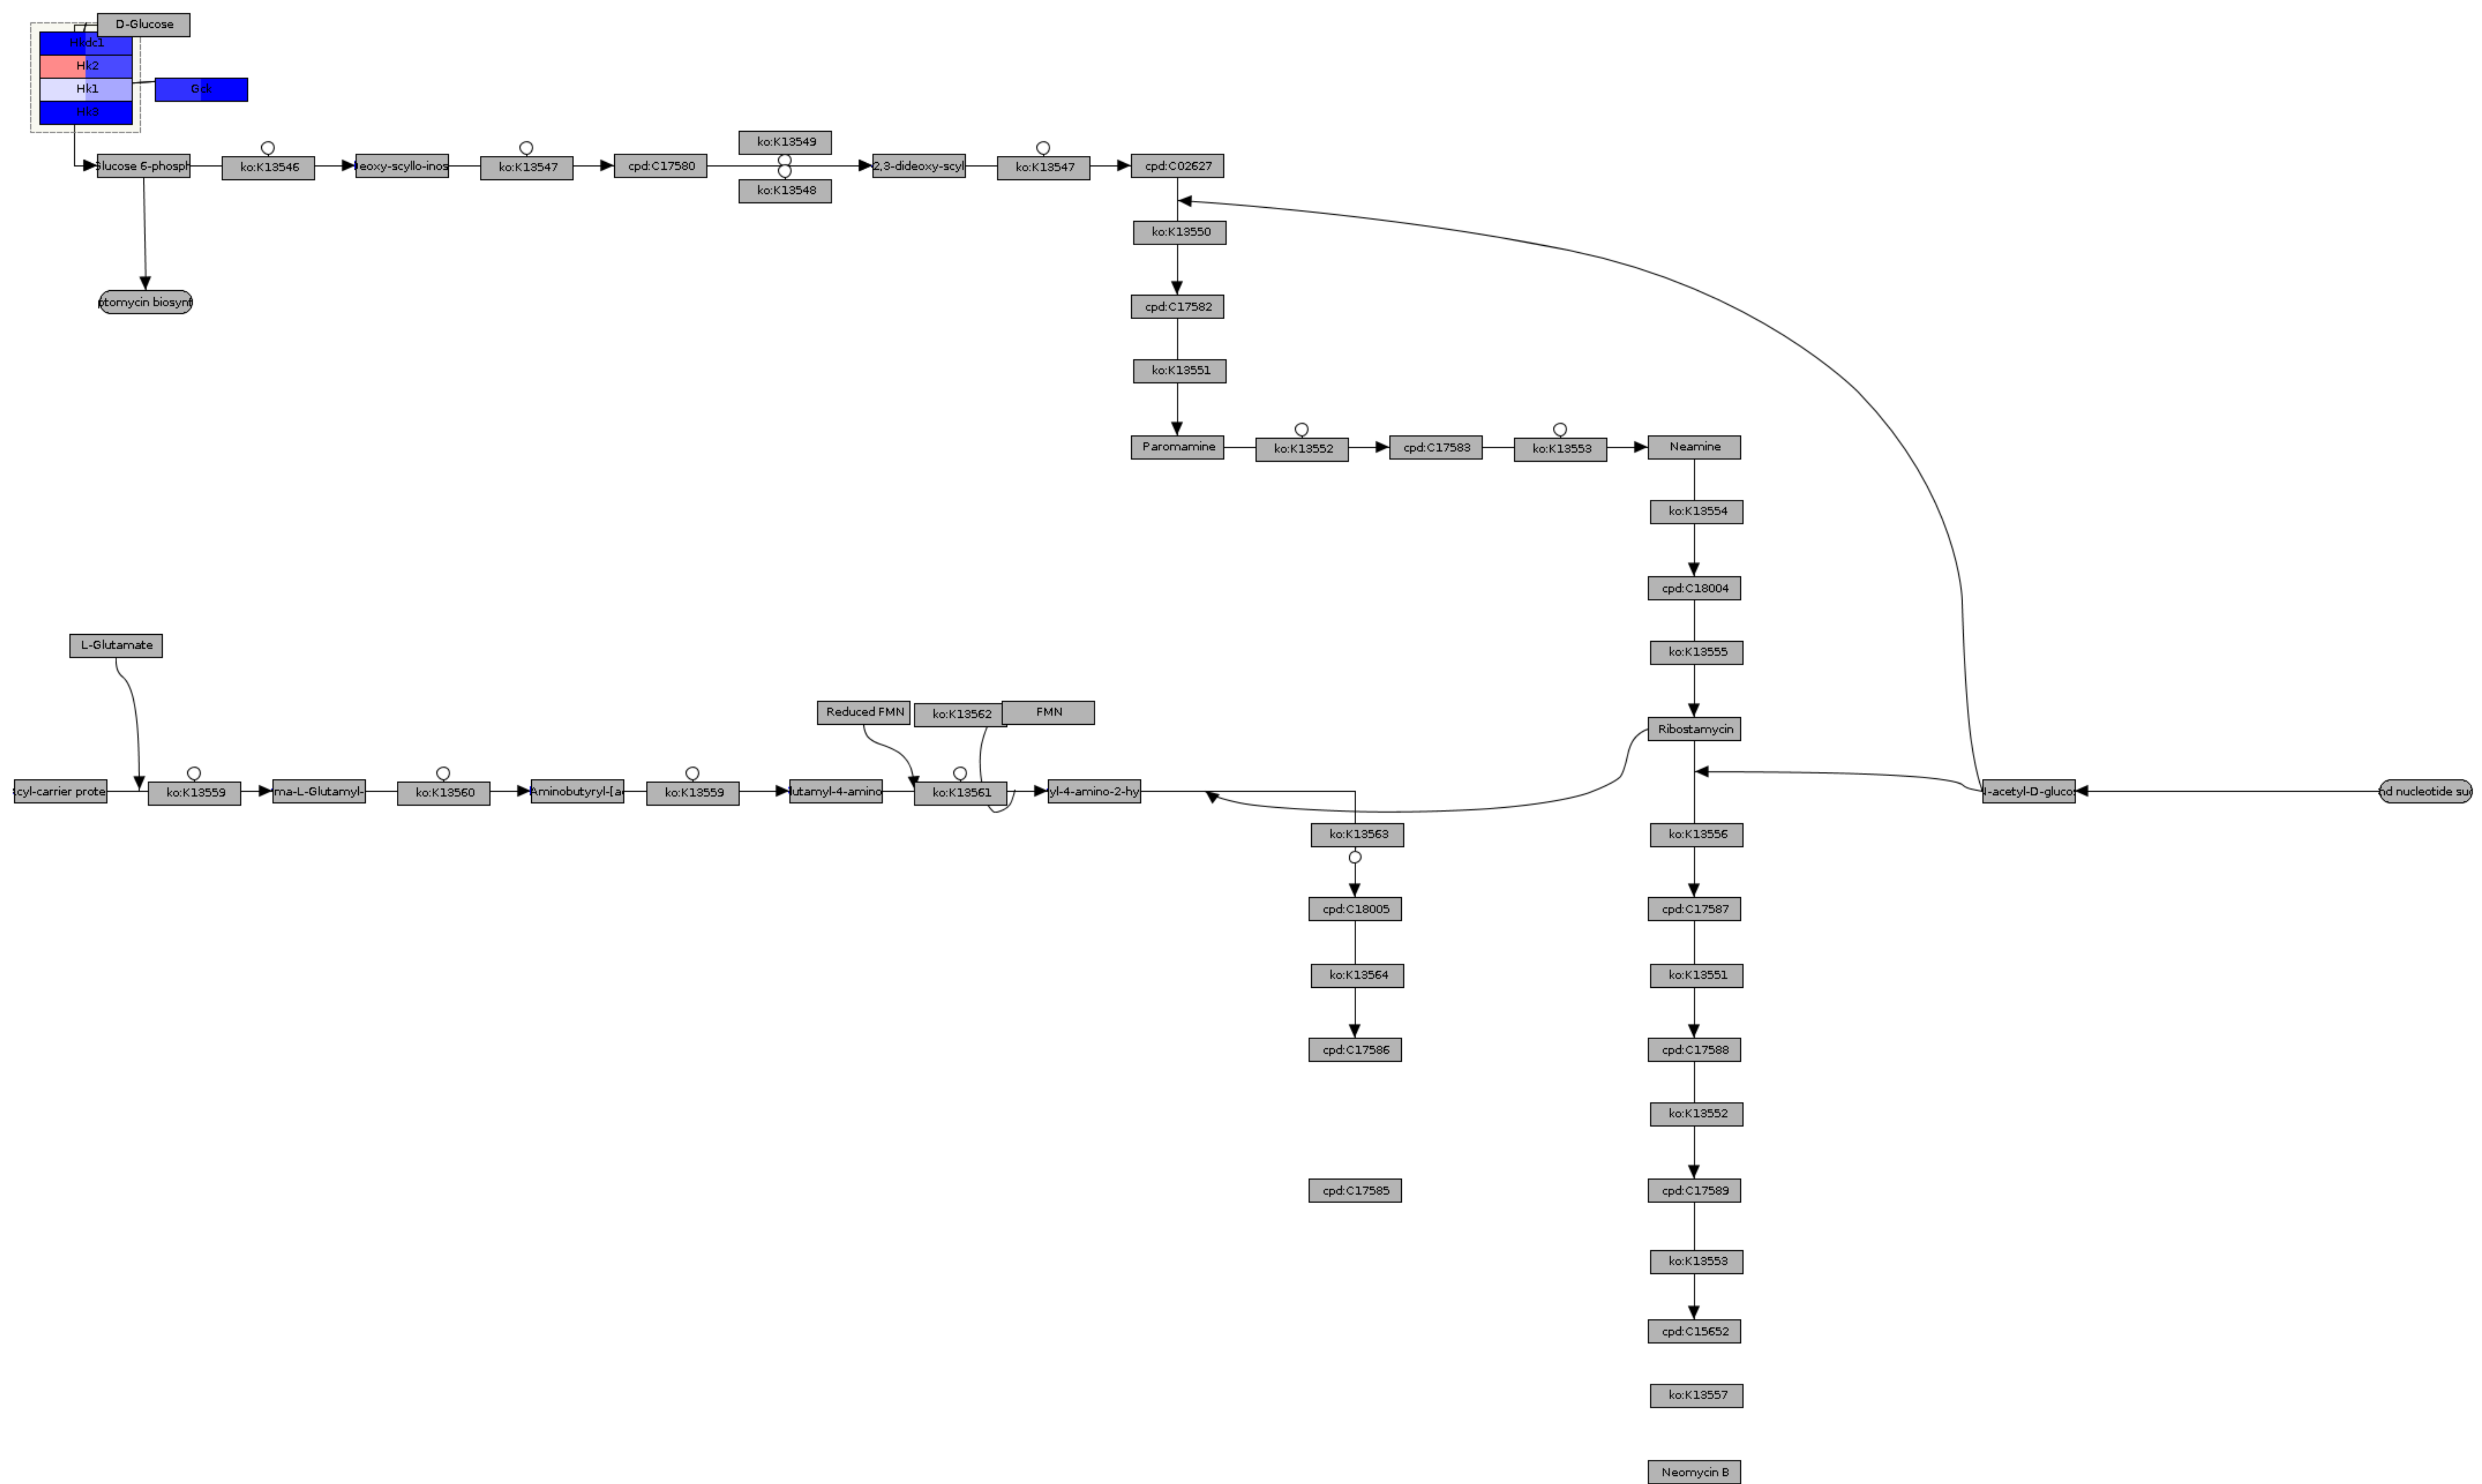 D-Glucose
Hkdc1
Hk2
Hk1
Gck
Hk3
ko:K13549
Glucose 6-phosph
ko:K13546
deoxy-scyllo-inos
ko:K13547
cpd:C17580
2,3-dideoxy-scyl
ko:K13547
cpd:C02627
ko:K13548
ko:K13550
ptomycin biosynt
cpd:C17582
ko:K13551
Paromamine
ko:K13552
cpd:C17583
ko:K13553
Neamine
ko:K13554
cpd:C18004
L-Glutamate
ko:K13555
Reduced FMN
ko:K13562
FMN
Ribostamycin
cyl-carrier prote
ko:K13559
ma-L-Glutamyl-
ko:K13560
Aminobutyryl-[a
ko:K13559
lutamyl-4-amino
ko:K13561
yl-4-amino-2-hy
N-acetyl-D-gluco
nd nucleotide su
ko:K13563
ko:K13556
cpd:C18005
cpd:C17587
ko:K13564
ko:K13551
cpd:C17586
cpd:C17588
ko:K13552
cpd:C17585
cpd:C17589
ko:K13553
cpd:C15652
ko:K13557
Neomycin B